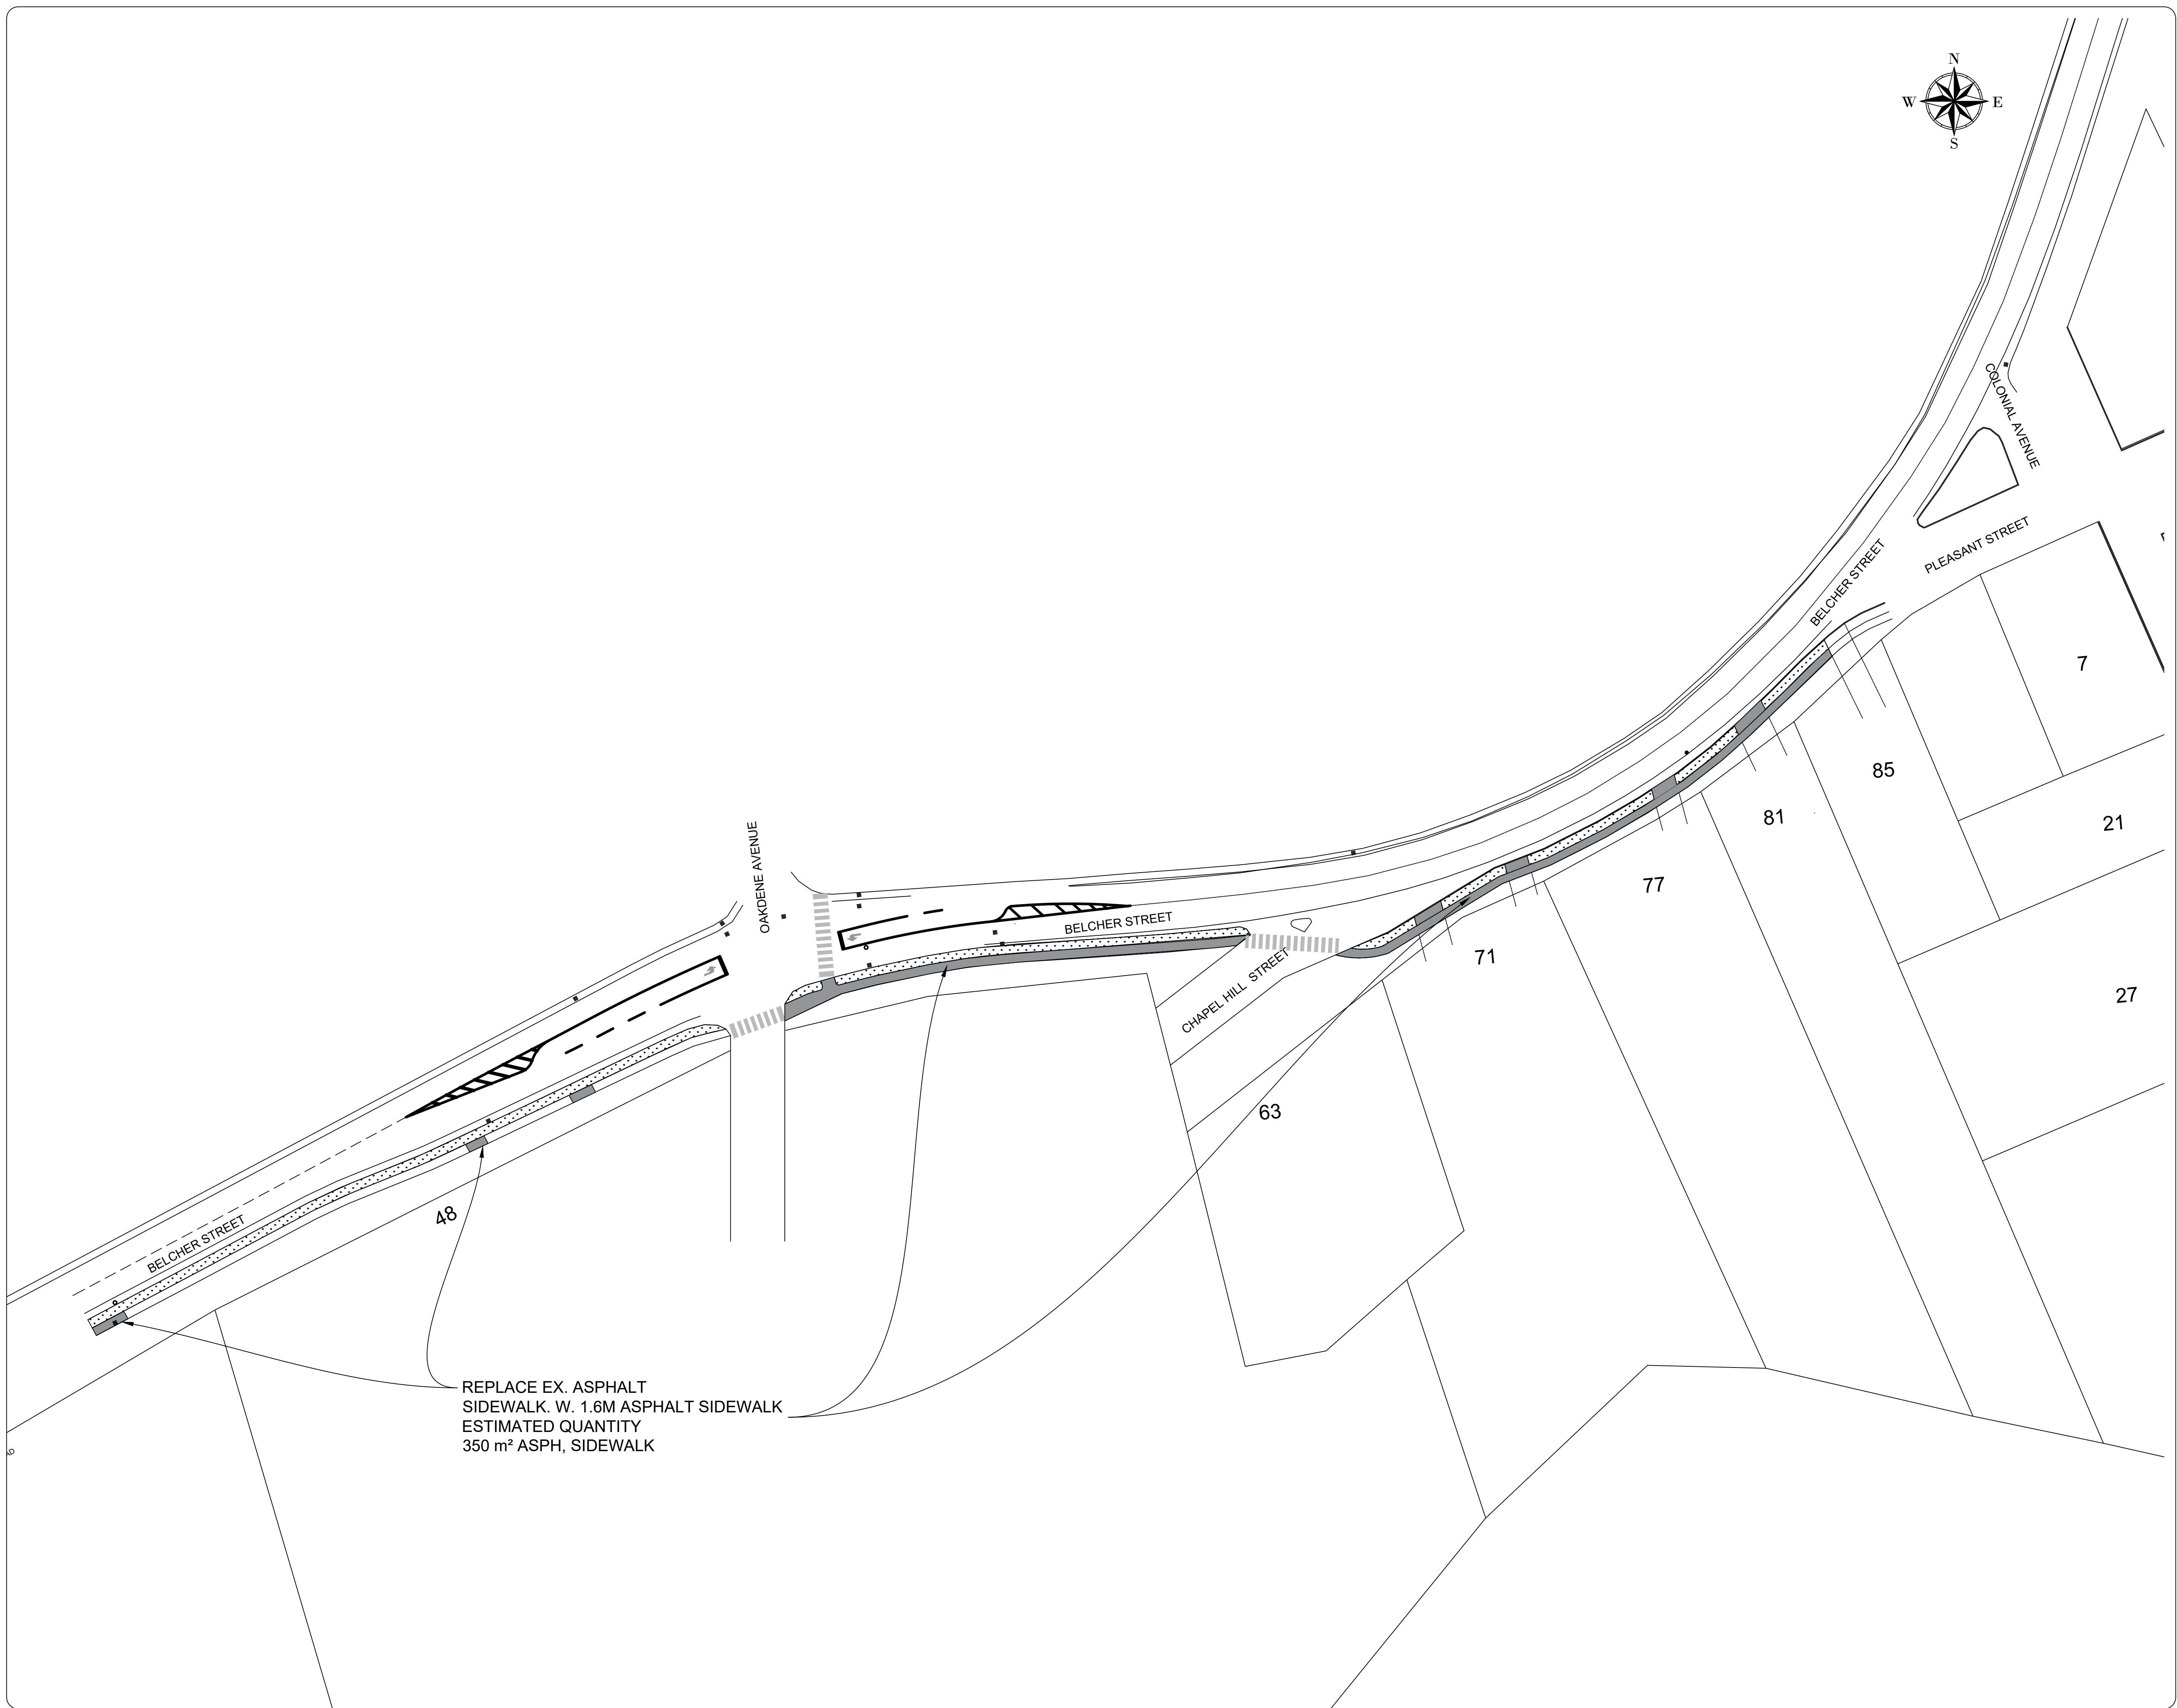 N
W E
S
COLONIAL AVENUE
PLEASANT STREET
BELCHER STREET
7
85
21
81
OAKDENE AVENUE
77
BELCHER STREET
71
27
CHAPEL HILL STREET
63
48
BELCHER STREET
REPLACE EX. ASPHALT
SIDEWALK. W. 1.6M ASPHALT SIDEWALK
ESTIMATED QUANTITY
350 m² ASPH, SIDEWALK